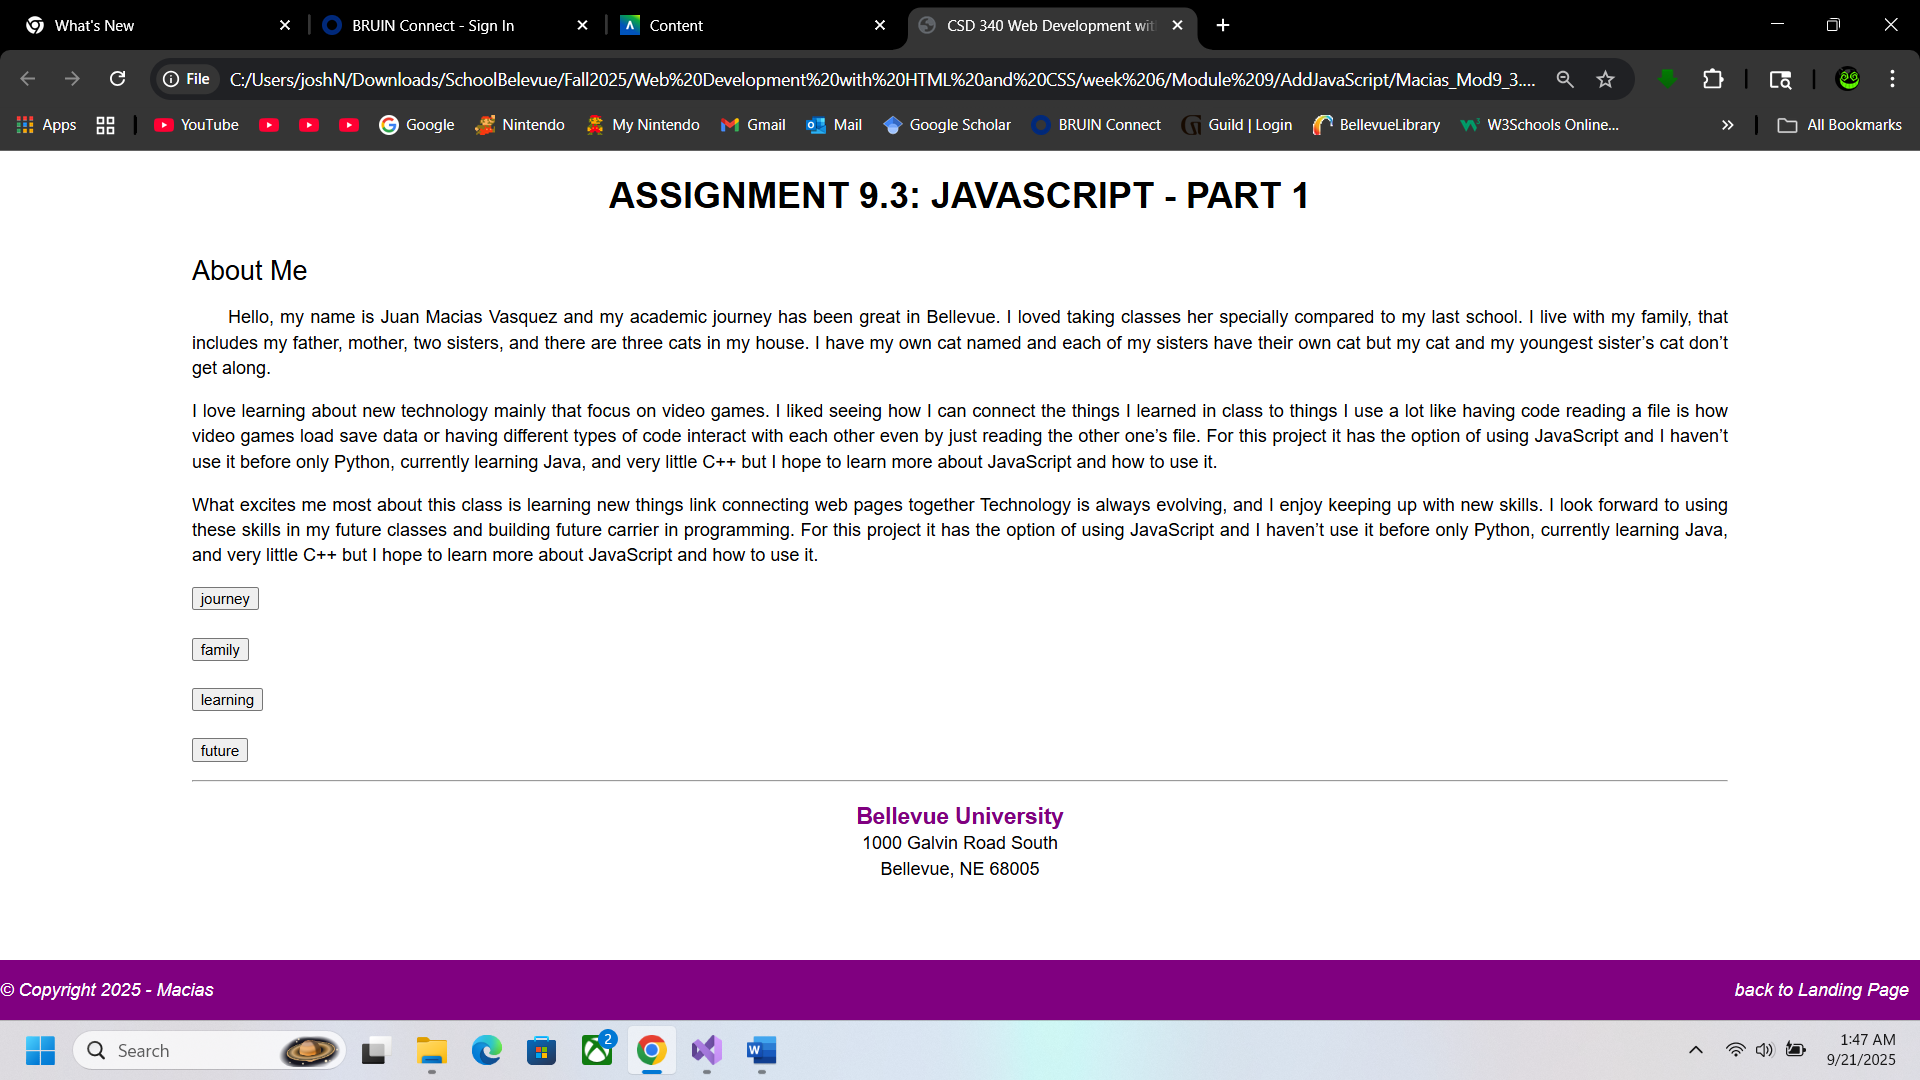 What's New
BRUIN Connect - Sign In
Content
CSD 340 Web Development wit
File
C:/Users/joshN/Downloads/SchoolBelevue/Fall2025/Web%20Development%20with%20HTML%20and%20CSS/week%206/Module%209/AddJavaScript/Macias_Mod9_3....
Apps
YouTube
Google
Nintendo
My Nintendo
Gmail
Mail
Google Scholar
BRUIN Connect
Guild | Login
BellevueLibrary
W3Schools Online...
All Bookmarks
ASSIGNMENT 9.3: JAVASCRIPT - PART 1
About Me
Hello, my name is Juan Macias Vasquez and my academic journey has been great in Bellevue. I loved taking classes her specially compared to my last school. I live with my family, that
includes my father, mother, two sisters, and there are three cats in my house. I have my own cat named and each of my sisters have their own cat but my cat and my youngest sister’s cat don’t
get along.
I love learning about new technology mainly that focus on video games. I liked seeing how I can connect the things I learned in class to things I use a lot like having code reading a file is how
video games load save data or having different types of code interact with each other even by just reading the other one’s file. For this project it has the option of using JavaScript and I haven’t
use it before only Python, currently learning Java, and very little C++ but I hope to learn more about JavaScript and how to use it.
What excites me most about this class is learning new things link connecting web pages together Technology is always evolving, and I enjoy keeping up with new skills. I look forward to using
these skills in my future classes and building future carrier in programming. For this project it has the option of using JavaScript and I haven’t use it before only Python, currently learning Java,
and very little C++ but I hope to learn more about JavaScript and how to use it.
journey
family
learning
future
Bellevue University
1000 Galvin Road South
Bellevue, NE 68005
© Copyright 2025 - Macias
back to Landing Page
Search
2
1:47 AM
9/21/2025